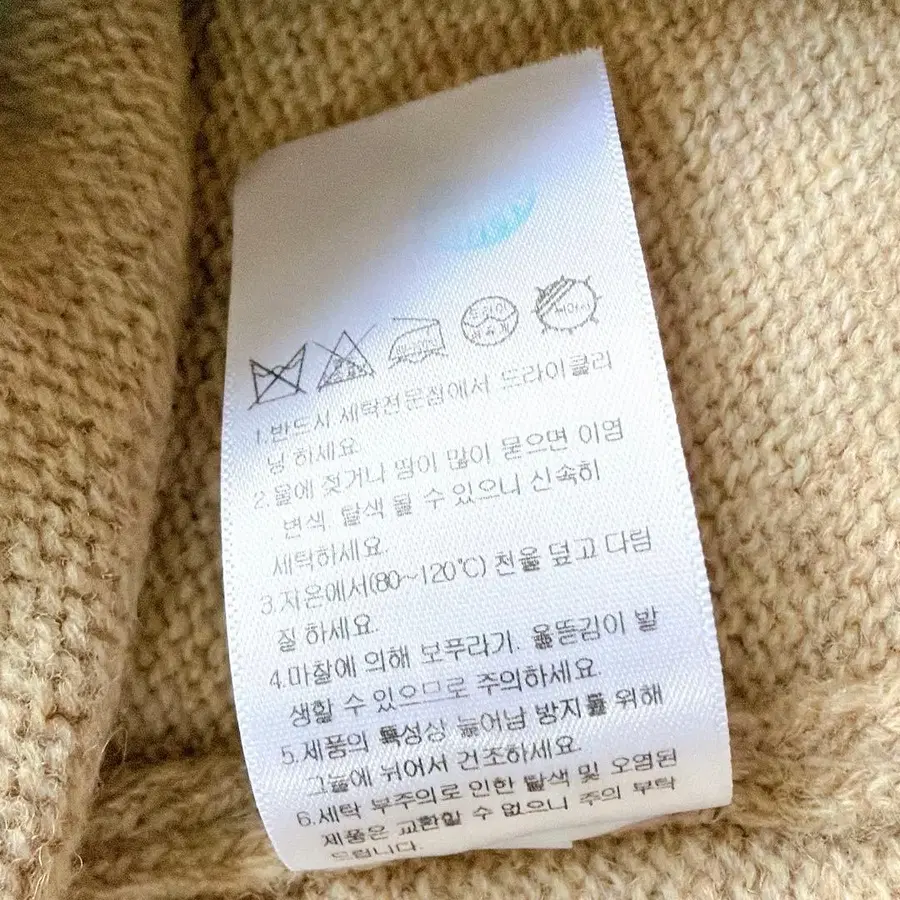 드라이
1.반드시 세탁전문점에서 드라이클리
닝 하세요.
2.물에 젖거나 땀이 많이 묻으면 이염
변색 탈색 될 수 있으니 신속히
세탁하세요.
3.저온에서(80~120℃) 천을 덮고 다림
질 하세요.
4.마찰에 의해 보푸라기. 올뜯김이 발
생할 수 있으므로 주의하세요.
5.제품의 특성상 늘어남 방지를 위해
그늘에 뉘어서 건조하세요.
6.세탁 부주의로 인한 탈색 및 오염된
제품은 교환할 수 없으니 주의 부탁
드립니다.